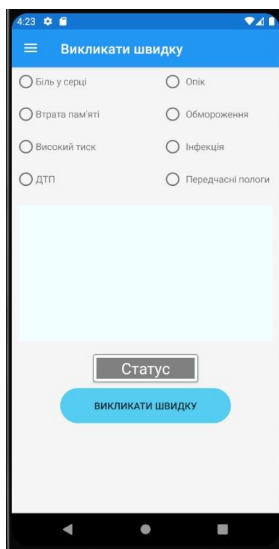 4:23
Викликати швидку
Біль у серці
Опік
Втрата пам'яті
Обмороження
Високий тиск
Інфекція
ДТП
Передчасні пологи
Статус
ВИКЛИКАТИ ШВИДКУ